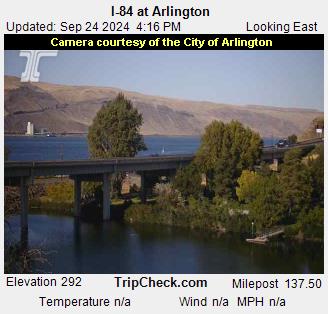 I-84 at Arlington
Updated: Sep 24 2024 4:16 PM Looking East
Camera courtesy of the City of Arlington
Elevation 292 TripCheck.com Milepost 137.50
Temperature n/a Wind n/a MPH n/a